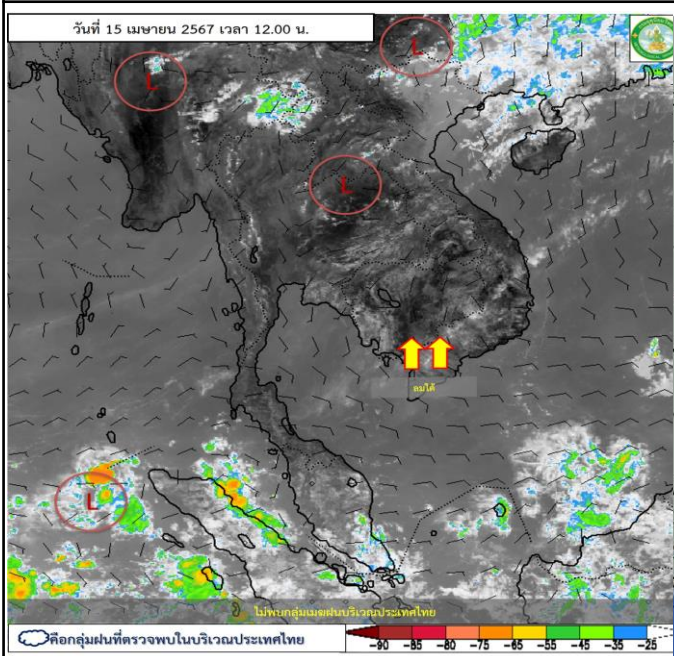 วันที่ 15 เมษายน 2567 เวลา 12.00 น.
L
L
L
ลมใต้
L
ไม่พบกลุ่มเมฆฝนบริเวณประเทศไทย
คือกลุ่มฝนที่ตรวจพบในบริเวณประเทศไทย
-90 -85 -80 -75 -65 -55 -45 -35 -25